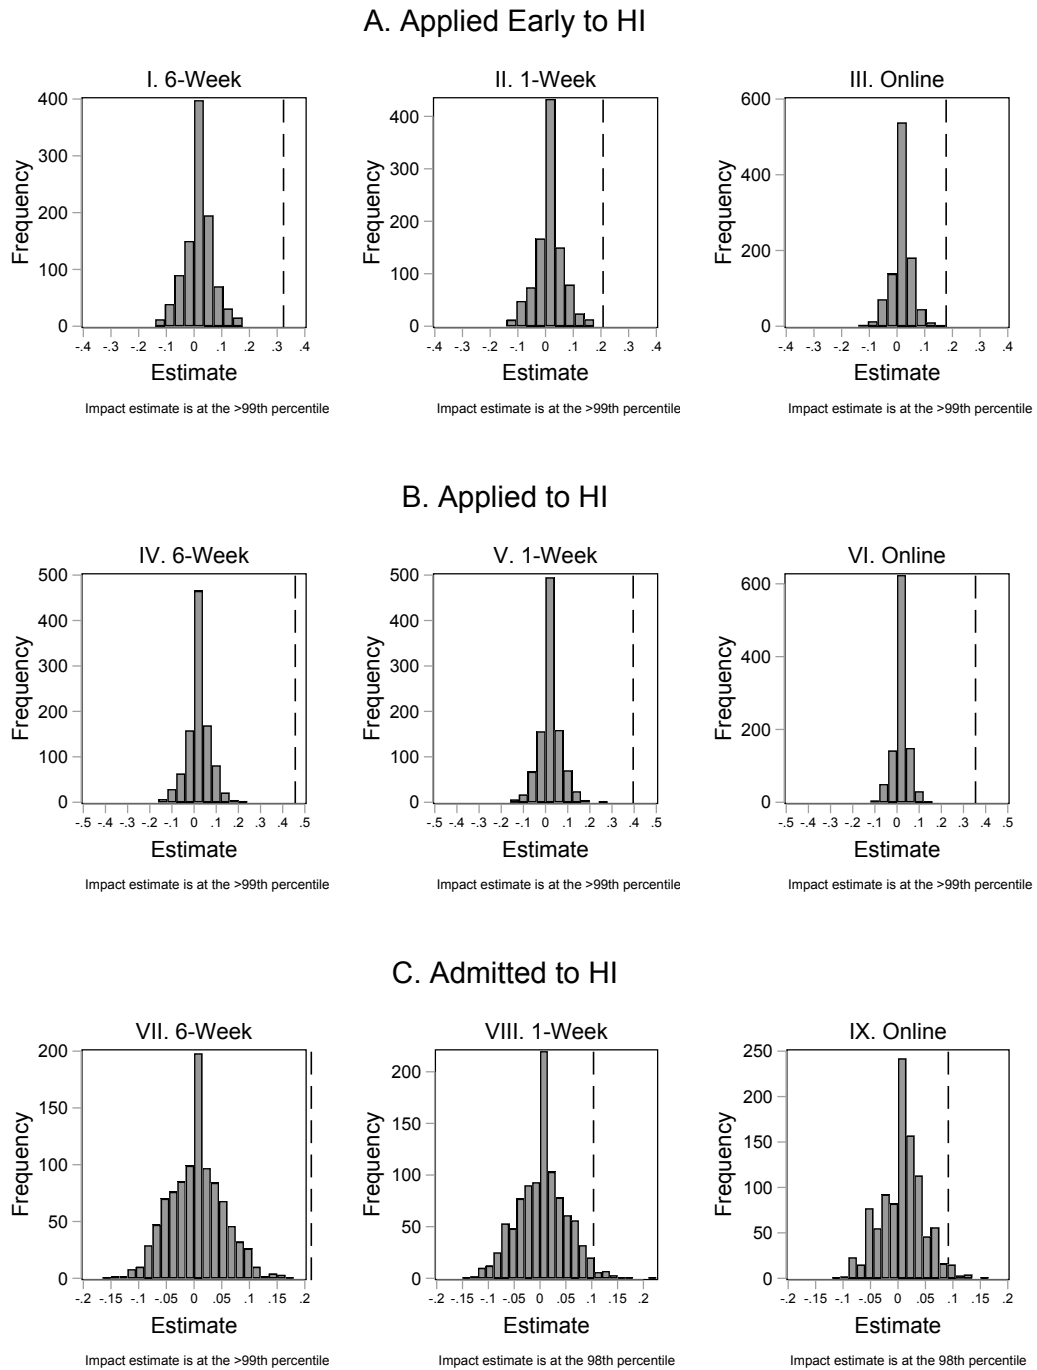 A. Applied Early to HI
I. 6-Week
II. 1-Week
III. Online
Frequency
400
300
200
100
0
-.4 -.3 -.2 -.1 0 .1 .2 .3 .4
Estimate
Impact estimate is at the >99th percentile
Frequency
400
300
200
100
0
-.4 -.3 -.2 -.1 0 .1 .2 .3 .4
Estimate
Impact estimate is at the >99th percentile
Frequency
600
400
200
0
-.4 -.3 -.2 -.1 0 .1 .2 .3 .4
Estimate
Impact estimate is at the >99th percentile
B. Applied to HI
IV. 6-Week
V. 1-Week
VI. Online
Frequency
500
400
300
200
100
0
-.5 -.4 -.3 -.2 -.1 0 .1 .2 .3 .4 .5
Estimate
Impact estimate is at the >99th percentile
Frequency
500
400
300
200
100
0
-.5 -.4 -.3 -.2 -.1 0 .1 .2 .3 .4 .5
Estimate
Impact estimate is at the >99th percentile
Frequency
600
400
200
0
-.5 -.4 -.3 -.2 -.1 0 .1 .2 .3 .4 .5
Estimate
Impact estimate is at the >99th percentile
C. Admitted to HI
VII. 6-Week
VIII. 1-Week
IX. Online
Frequency
200
150
100
50
0
-.2 -.15 -.1 -.05 0 .05 .1 .15 .2
Estimate
Impact estimate is at the >99th percentile
Frequency
200
150
100
50
0
-.2 -.15 -.1 -.05 0 .05 .1 .15 .2
Estimate
Impact estimate is at the 98th percentile
Frequency
250
200
150
100
50
0
-.2 -.15 -.1 -.05 0 .05 .1 .15 .2
Estimate
Impact estimate is at the 98th percentile